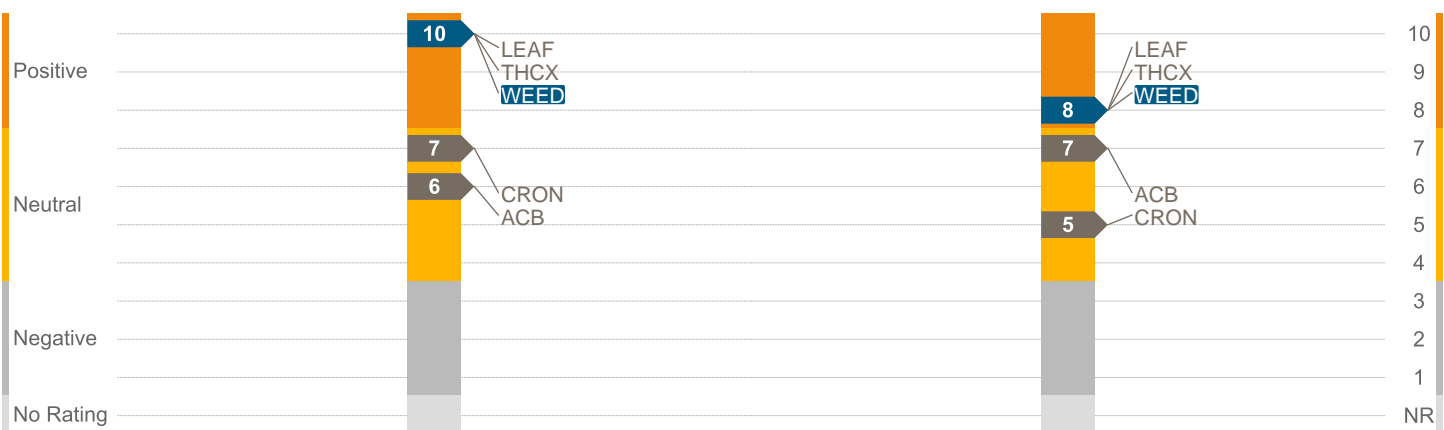 10
LEAF
THCX
WEED
7
6
CRON
ACB
LEAF
THCX
WEED
8
7
ACB
5
CRON
Positive
Neutral
Negative
No Rating
10
9
8
7
6
5
4
3
2
1
NR